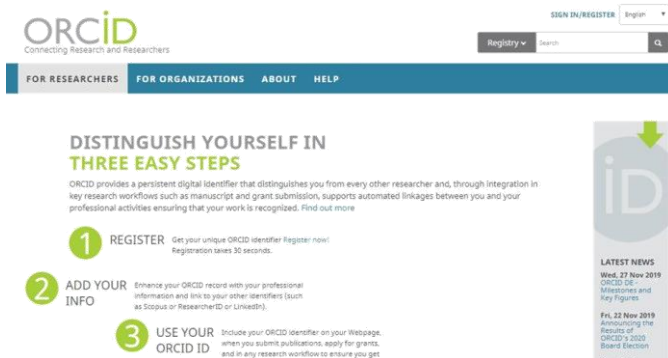 SIGN IN/REGISTER English
ORCID
Connecting Research and Researchers
Registry Search
FOR RESEARCHERS FOR ORGANIZATIONS ABOUT HELP
DISTINGUISH YOURSELF IN
THREE EASY STEPS
ORCID provides a persistent digital identifier that distinguishes you from every other researcher and, through integration in
key research workflows such as manuscript and grant submission, supports automated linkages between you and your
professional activities ensuring that your work is recognized. Find out more
1 REGISTER Get your unique ORCID identifier Register now!
Registration takes 30 seconds.
2 ADD YOUR INFO
Enhance your ORCID record with your professional
information and link to your other identifiers (such
as Scopus or ResearcherID or LinkedIn).
3 USE YOUR ORCID ID
Include your ORCID identifier on your Webpage,
when you submit publications, apply for grants,
and in any research workflow to ensure you get
iD
LATEST NEWS
Wed, 27 Nov 2019
ORCID DE -
Milestones and
Key Figures
Fri, 22 Nov 2019
Announcing the
Results of
ORCID's 2020
Board Election